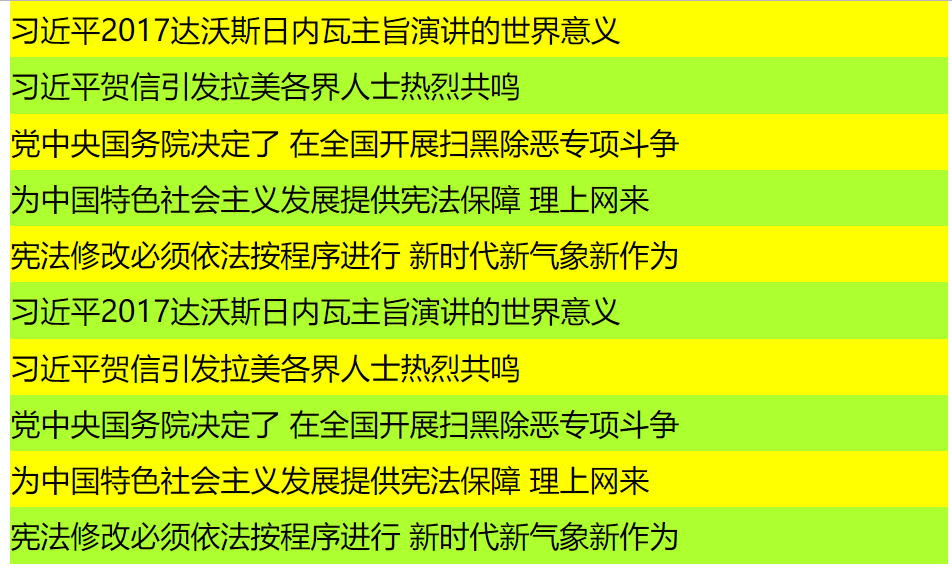 习近平2017达沃斯日内瓦主旨演讲的世界意义
习近平贺信引发拉美各界人士热烈共鸣
党中央国务院决定了 在全国开展扫黑除恶专项斗争
为中国特色社会主义发展提供宪法保障 理上网来
宪法修改必须依法按程序进行 新时代新气象新作为
习近平2017达沃斯日内瓦主旨演讲的世界意义
习近平贺信引发拉美各界人士热烈共鸣
党中央国务院决定了 在全国开展扫黑除恶专项斗争
为中国特色社会主义发展提供宪法保障 理上网来
宪法修改必须依法按程序进行 新时代新气象新作为